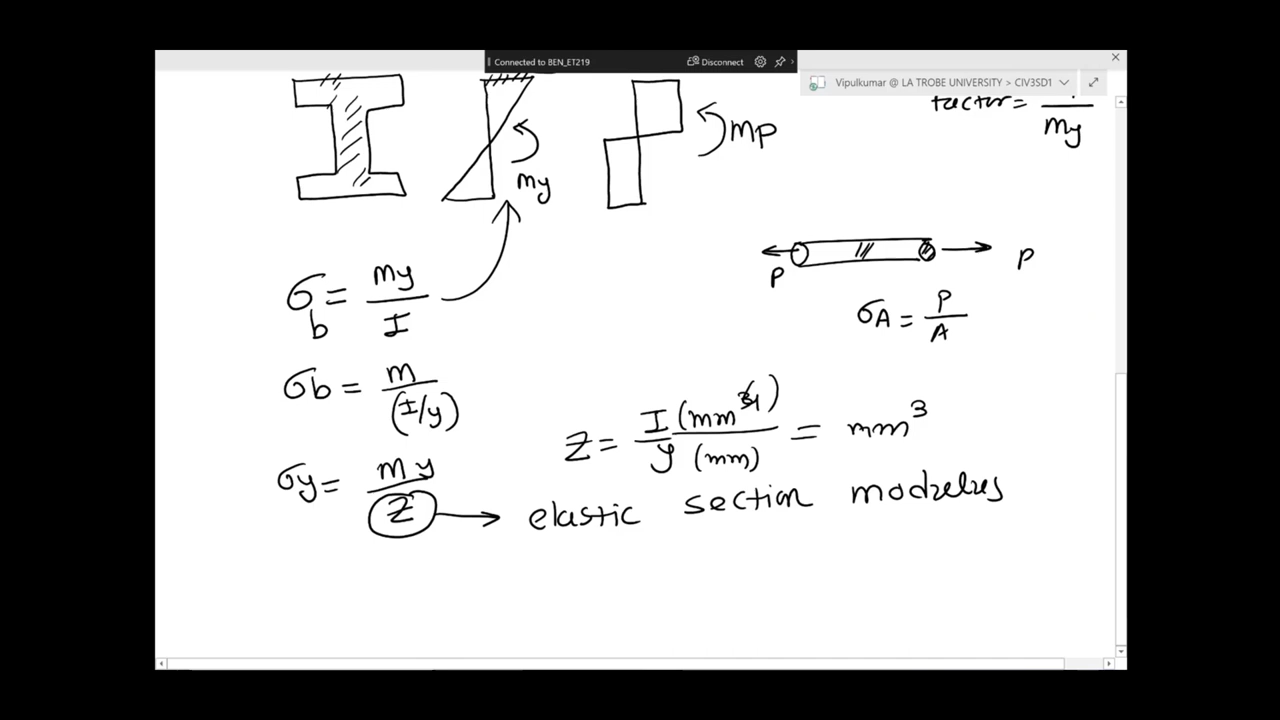 Connected to BEN_ET219
Disconnect
Vipulkumar @ LA TROBE UNIVERSITY > CIV3SD1
factor =
My
My
Mp
σb = My / I
P
P
σA = P / A
σb = M / (I/y)
Z = I (mm⁴) / y (mm) = mm³
σy = My / Z → elastic section modulus